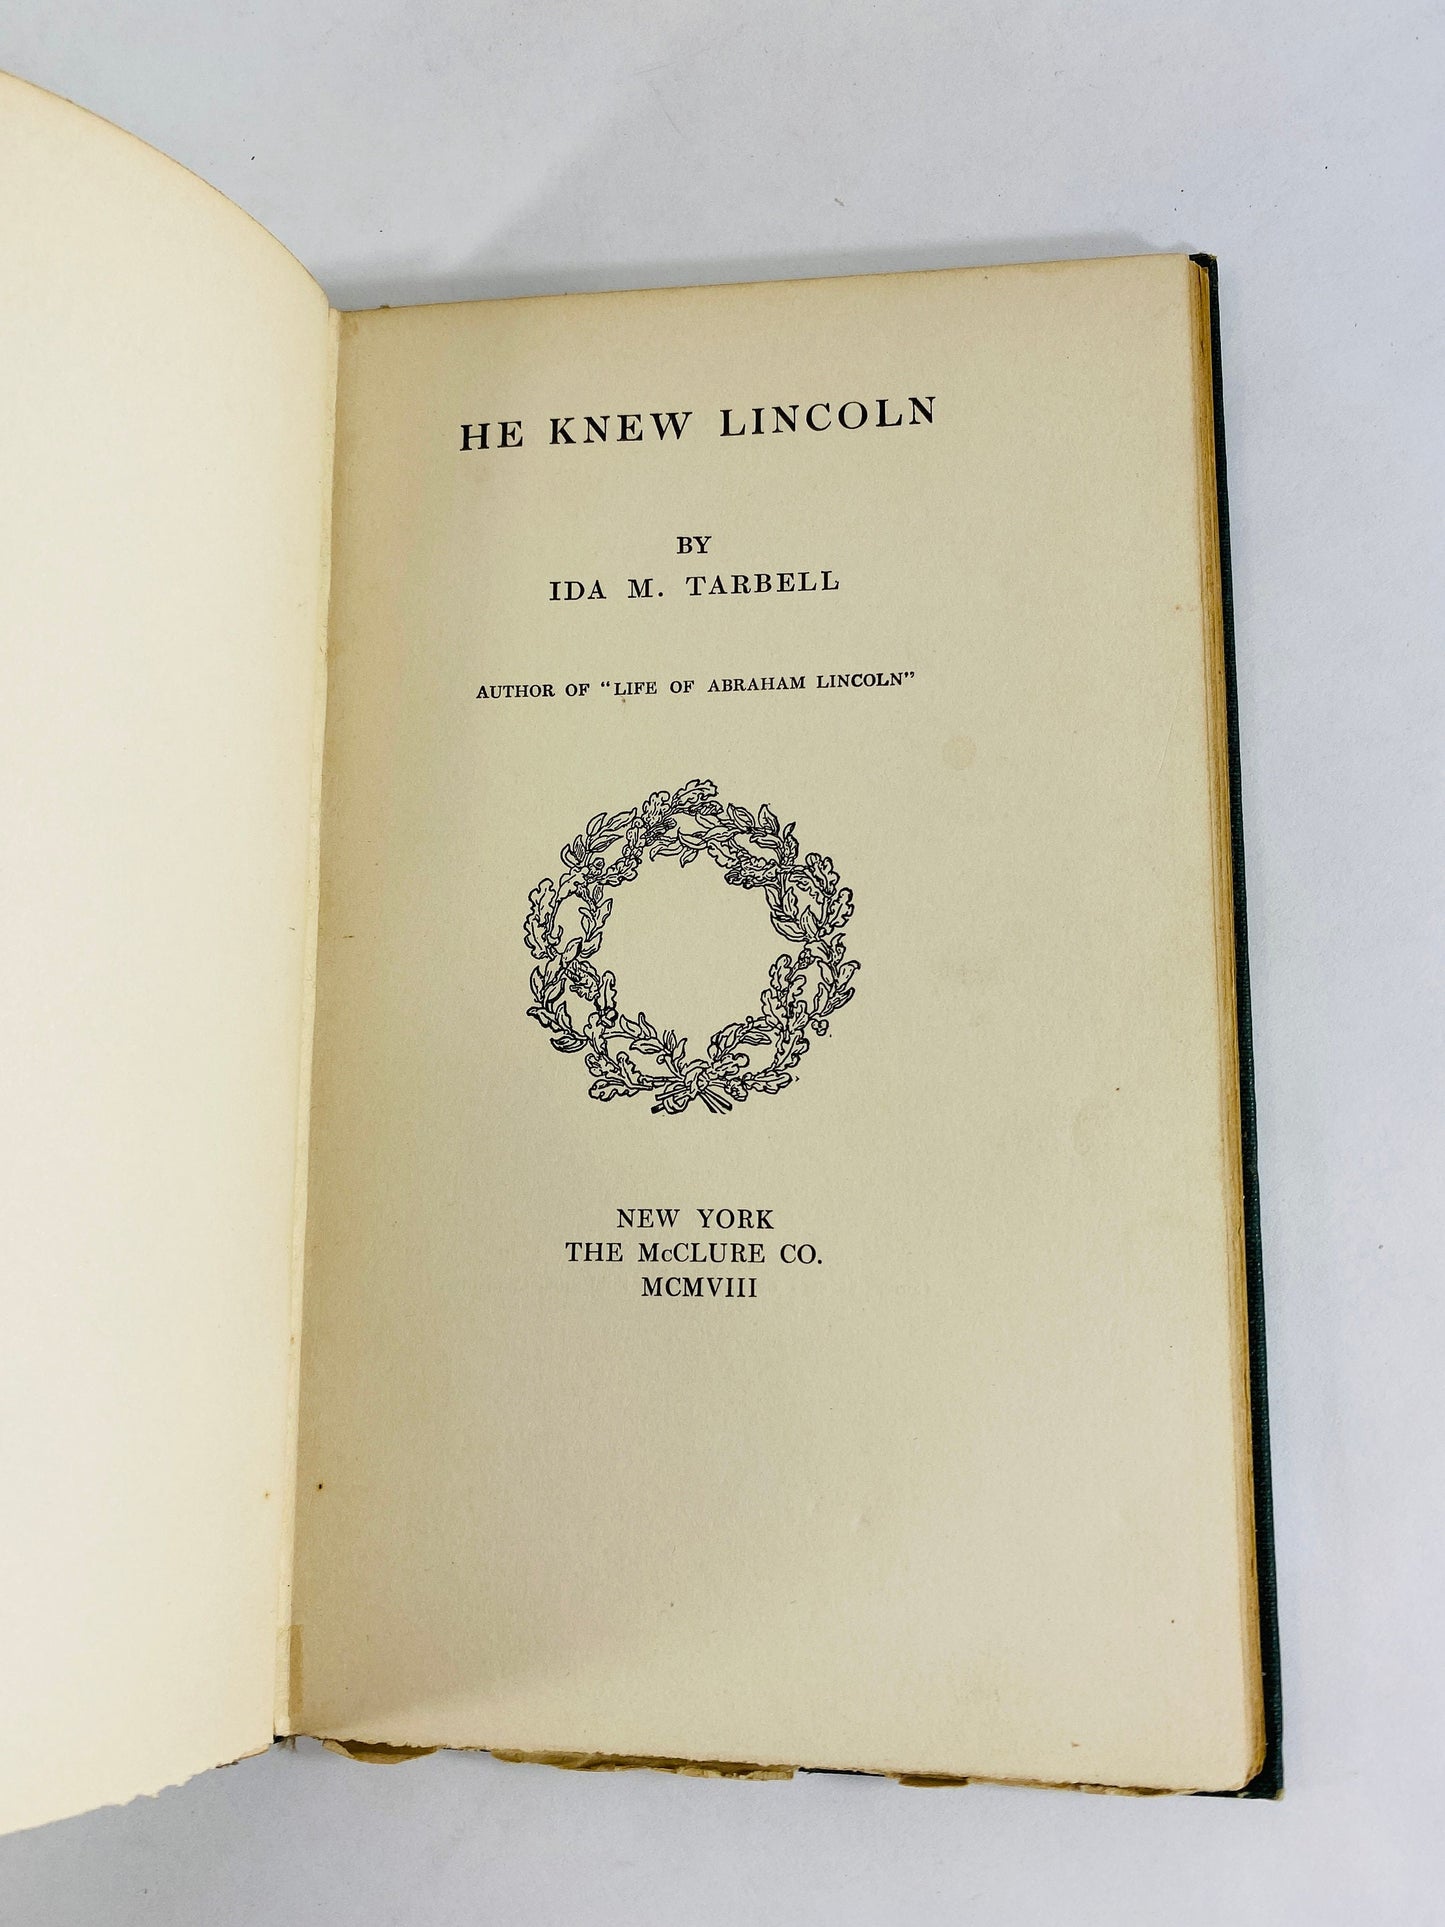 HE KNEW LINCOLN
BY
IDA M. TARBELL
AUTHOR OF "LIFE OF ABRAHAM LINCOLN"
NEW YORK
THE McCLURE CO.
MCMVIII